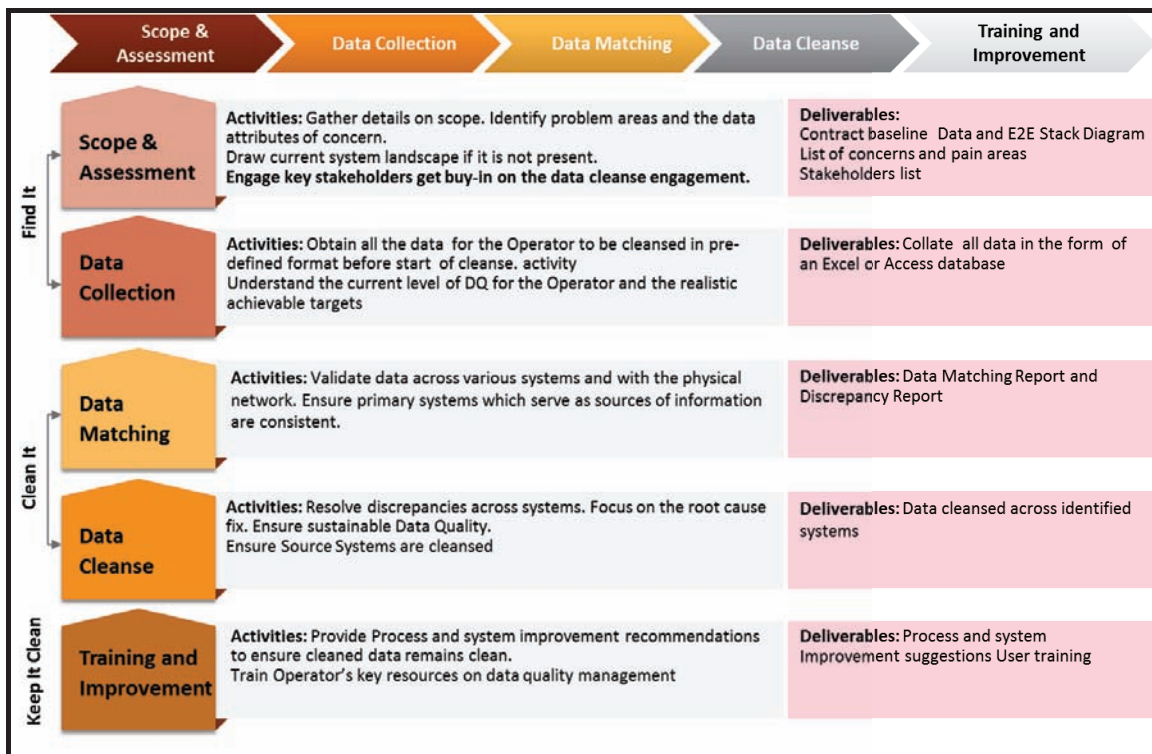 Scope &
Assessment
Data Collection
Data Matching
Data Cleanse
Training and
Improvement
Find It
Scope &
Assessment
Activities: Gather details on scope. Identify problem areas and the data
attributes of concern.
Draw current system landscape if it is not present.
Engage key stakeholders get buy-in on the data cleanse engagement.
Deliverables:
Contract baseline Data and E2E Stack Diagram
List of concerns and pain areas
Stakeholders list
Data
Collection
Activities: Obtain all the data for the Operator to be cleansed in pre-
defined format before start of cleanse. activity
Understand the current level of DQ for the Operator and the realistic
achievable targets
Deliverables: Collate all data in the form of
an Excel or Access database
Clean It
Data
Matching
Activities: Validate data across various systems and with the physical
network. Ensure primary systems which serve as sources of information
are consistent.
Deliverables: Data Matching Report and
Discrepancy Report
Data
Cleanse
Activities: Resolve discrepancies across systems. Focus on the root cause
fix. Ensure sustainable Data Quality.
Ensure Source Systems are cleansed
Deliverables: Data cleansed across identified
systems
Keep It Clean
Training and
Improvement
Activities: Provide Process and system improvement recommendations
to ensure cleaned data remains clean.
Train Operator's key resources on data quality management
Deliverables: Process and system
Improvement suggestions User training